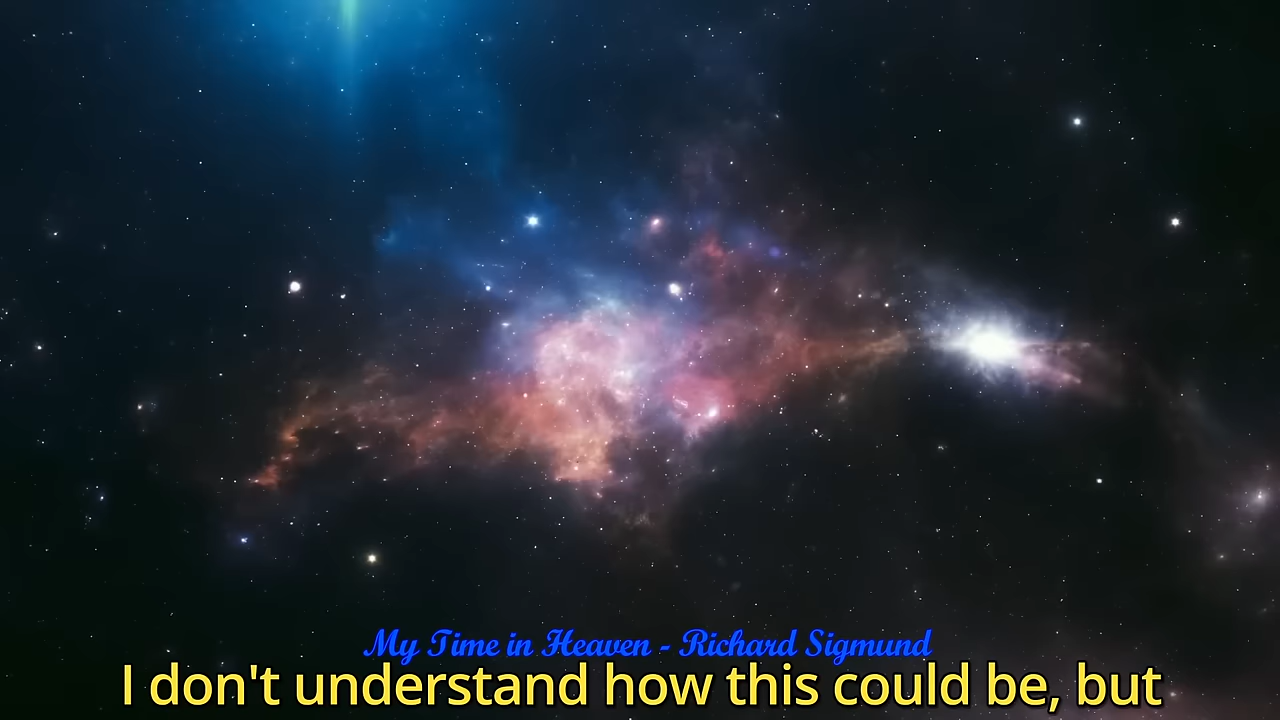 My Time in Heaven - Richard Sigmund
I don't understand how this could be, but